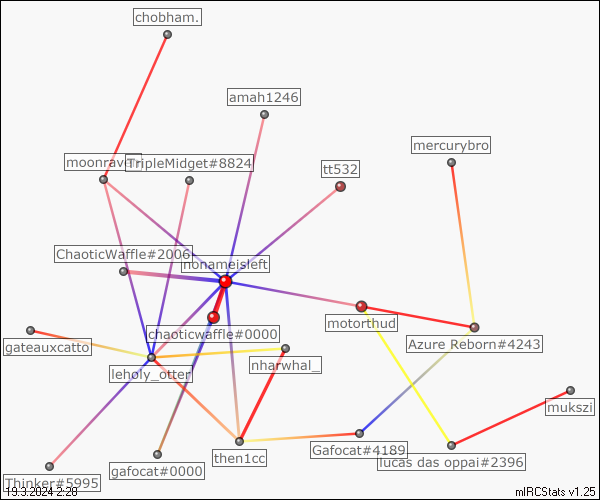 chobham.
amah1246
mercurybro
moonrave
TripleMidget#8824
tt532
ChaoticWaffle#2006
nonameisleft
chaoticwaffle#0000
motorthud
gateauxcatto
Azure Reborn#4243
leholy_otter
nharwhal_
mukszi
then1cc
Gafocat#4189
lucas das oppai#2396
gafocat#0000
Thinker#5995
19.3.2024 2:28
mIRCStats v1.25